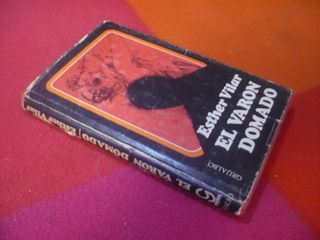 Esther Vilar
EL VARON
DOMADO
GRIJALBO
EL VARON DOMADO
Esther Vilar